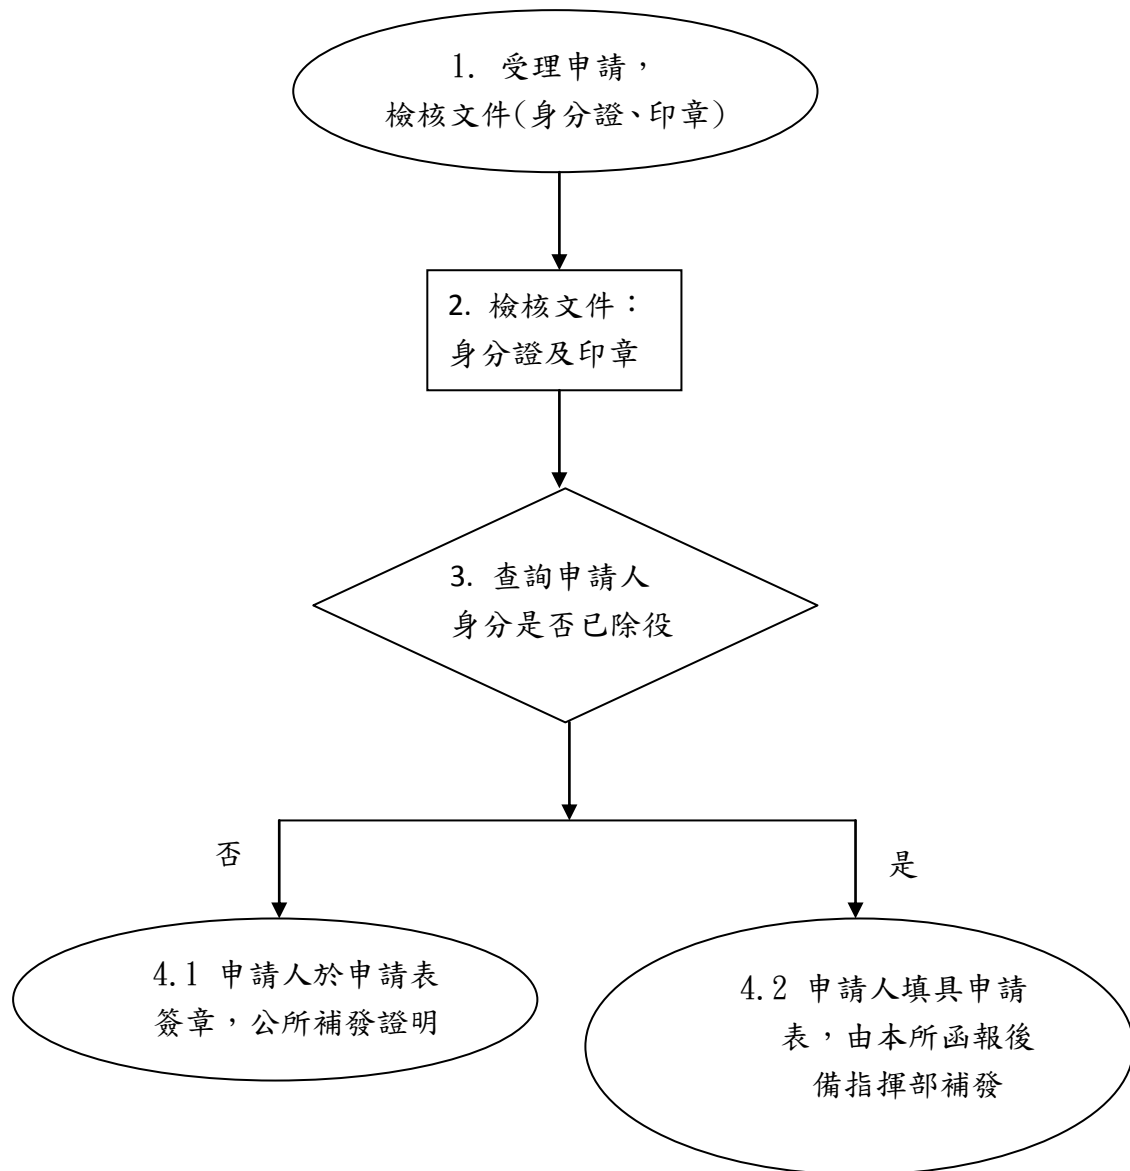 1. 受理申請，
檢核文件(身分證、印章)
2. 檢核文件：
身分證及印章
3. 查詢申請人
身分是否已除役
否
是
4.1 申請人於申請表
簽章，公所補發證明
4.2 申請人填具申請
表，由本所函報後
備指揮部補發